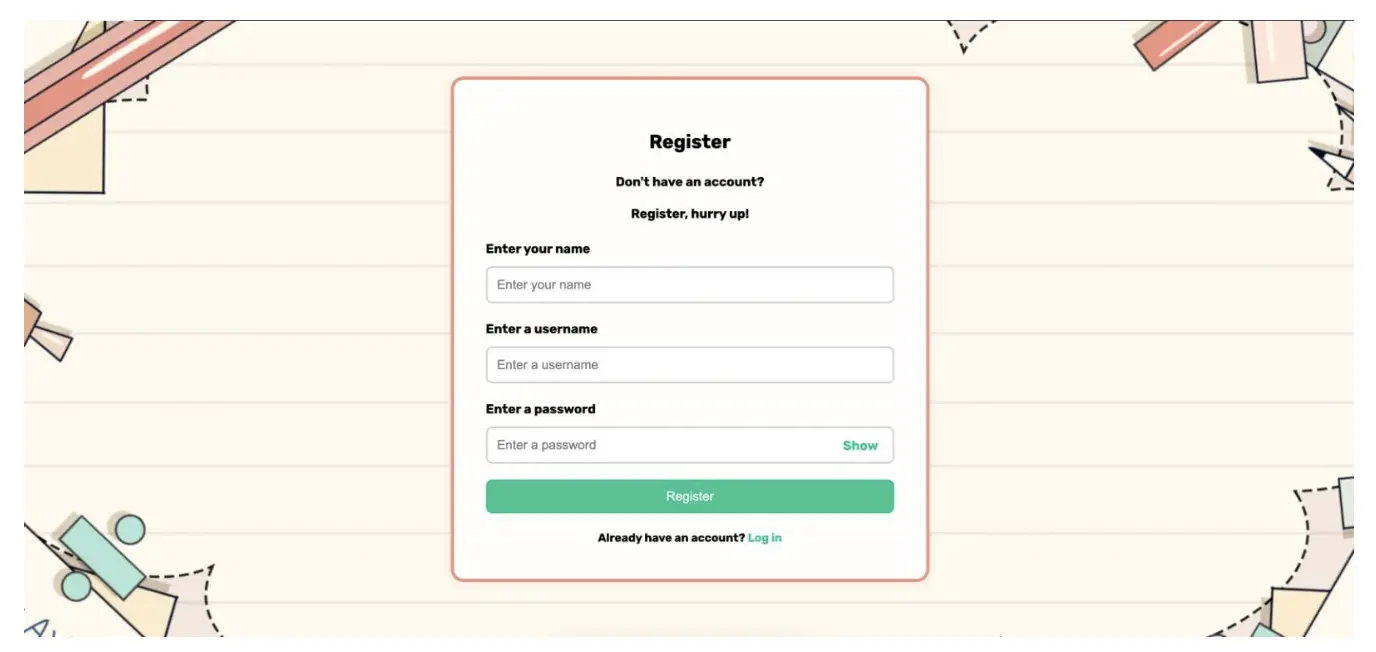 Register
Don't have an account?
Register, hurry up!
Enter your name
Enter your name
Enter a username
Enter a username
Enter a password
Enter a password Show
Register
Already have an account? Log in